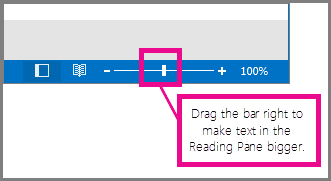 - + 100%
Drag the bar right to
make text in the
Reading Pane bigger.